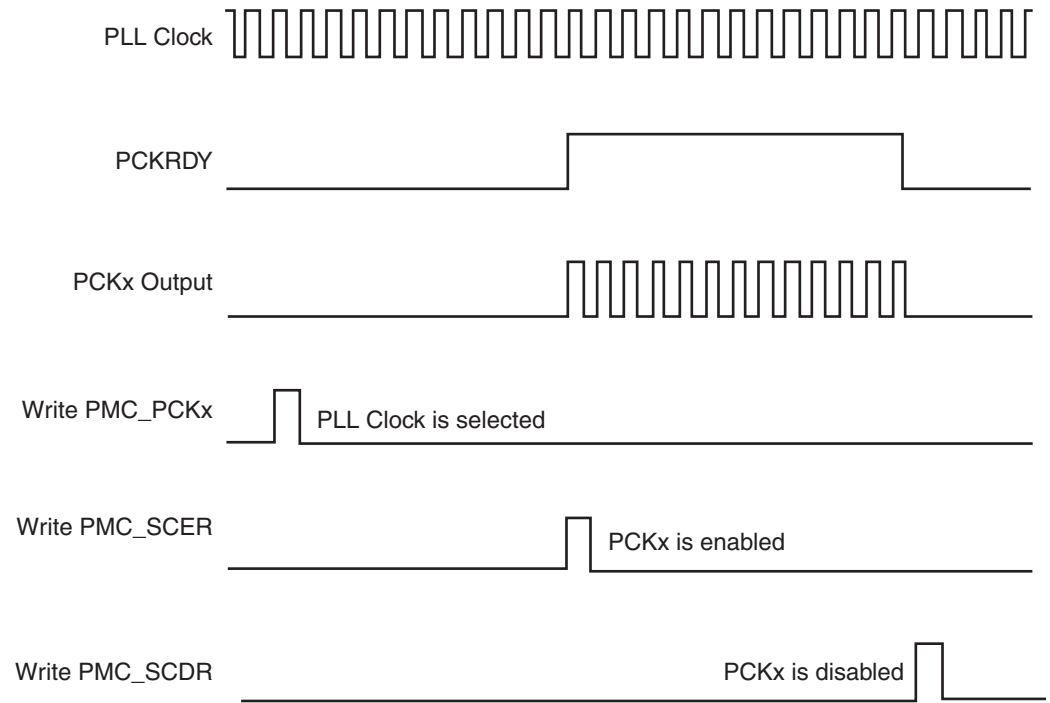 PLL Clock
PCKRDY
PCKx Output
Write PMC_PCKx
PLL Clock is selected
Write PMC_SCER
PCKx is enabled
Write PMC_SCDR
PCKx is disabled